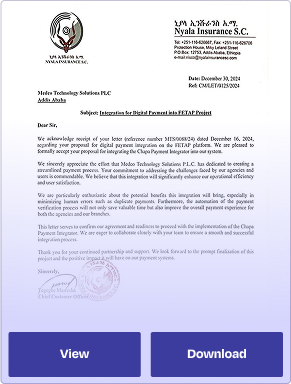 ኒያላ ኢንሹራንስ አ.ማ.
Nyala Insurance S.C.
Tel: +251-116-626667, Fax +251-116-626706
Protection House, Miky Leland Street
P.O.Box: 12753, Addis Ababa, Ethiopia
NYALA INSURANCE S.C.
Date: December 30, 2024
Ref: CM/LET/0125/2024
Medco Technology Solutions PLC
Addis Ababa
Subject: Integration for Digital Payment into FETAP Project
Dear Sir,
We acknowledge receipt of your letter (reference number MTS/0088/24) dated December 16, 2024,
regarding your proposal for digital payment integration on the FETAP platform. We are pleased to
formally accept your proposal for integrating the Chapa Payment Integrator into our system.
We sincerely appreciate the effort that Medco Technology Solutions P.L.C. has dedicated to creating a
streamlined payment process. Your commitment to addressing the challenges faced by our agents and
users is commendable. We believe that this integration will significantly enhance our operational efficiency
and user satisfaction.
We are particularly enthusiastic about the potential benefits this integration will bring, especially in
minimizing human errors such as duplicate payments. Furthermore, the automation of the payment
verification process will not only save valuable time but also improve the overall payment experience for
both the agencies and our branches.
This letter serves to confirm our agreement and readiness to proceed with the implementation of the Chapa
Payment Integrator. We are eager to collaborate closely with your team to ensure a smooth and successful
integration process.
Thank you for your continued partnership and support. We look forward to the prompt finalization of this
project and the positive impact it will have on our payment systems.
Sincerely,
Chief Customer Officer
View
Download